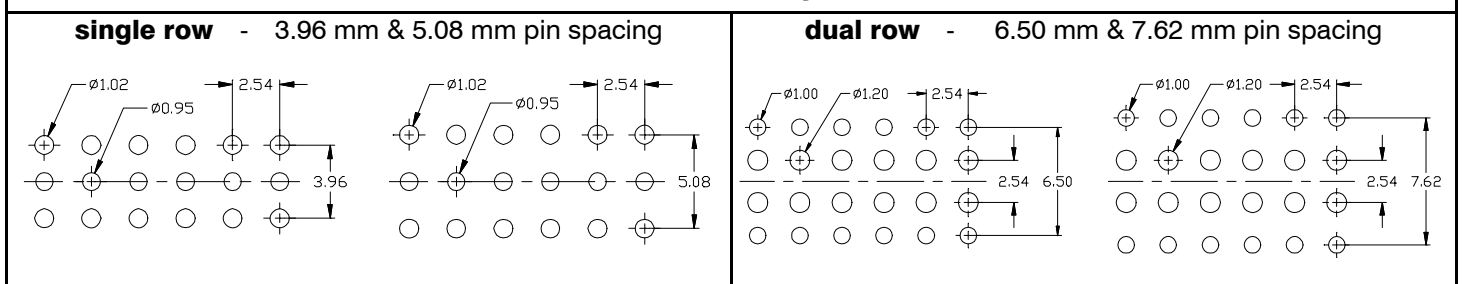 single row - 3.96 mm & 5.08 mm pin spacing
Ø1.02
2.54
Ø0.95
3.96
Ø1.02
2.54
Ø0.95
5.08
dual row - 6.50 mm & 7.62 mm pin spacing
Ø1.00
Ø1.20
2.54
2.54
6.50
Ø1.00
Ø1.20
2.54
2.54
7.62